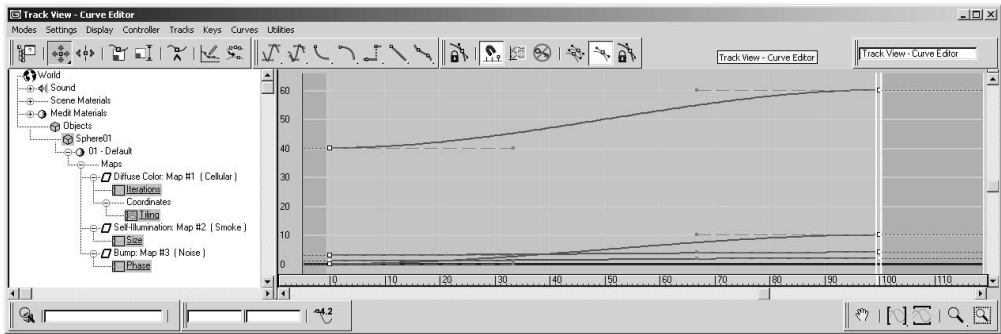 Track View - Curve Editor
Modes Settings Display Controller Tracks Keys Curves Utilities
Track View - Curve Editor
Track View - Curve Editor
World
Sound
Scene Materials
Medit Materials
Objects
Sphere01
01 - Default
Maps
Diffuse Color: Map #1 ( Cellular )
Iterations
Coordinates
Tiling
Self-Illumination: Map #2 ( Smoke )
Size
Bump: Map #3 ( Noise )
Phase
60
50
40
30
20
10
0
0 10 20 30 40 50 60 70 80 90 100 110
4.2